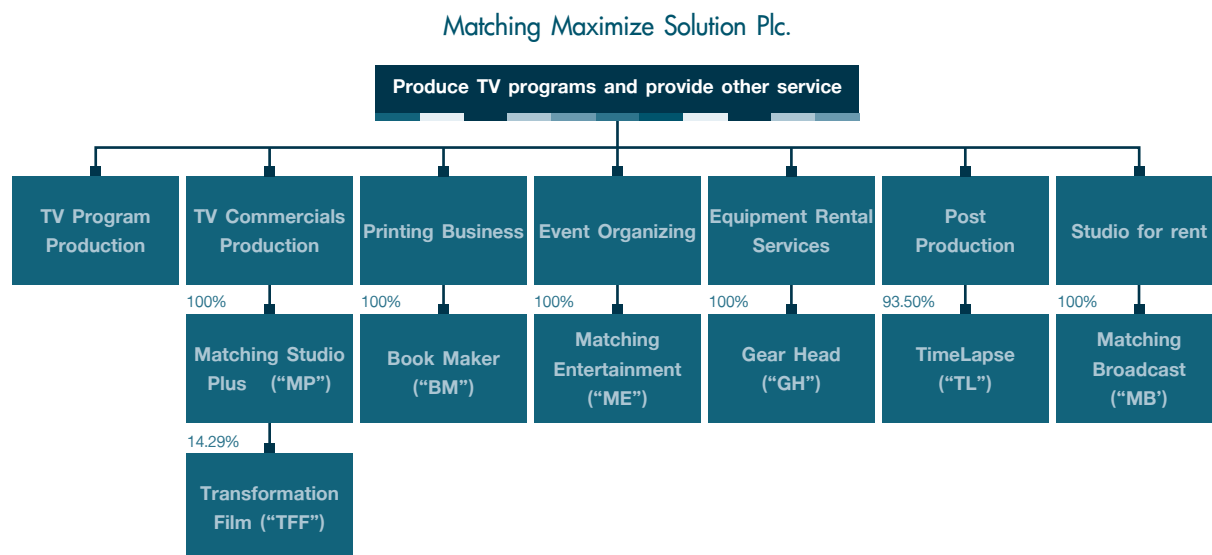 Matching Maximize Solution Plc.
Produce TV programs and provide other service
TV Program
Production
TV Commercials
Production
Printing Business
Event Organizing
Equipment Rental
Services
Post
Production
Studio for rent
100%
100%
100%
100%
93.50%
100%
Matching Studio
Plus (“MP”)
Book Maker
(“BM”)
Matching
Entertainment
(“ME”)
Gear Head
(“GH”)
TimeLapse
(“TL”)
Matching
Broadcast
(“MB’)
14.29%
Transformation
Film (“TFF”)